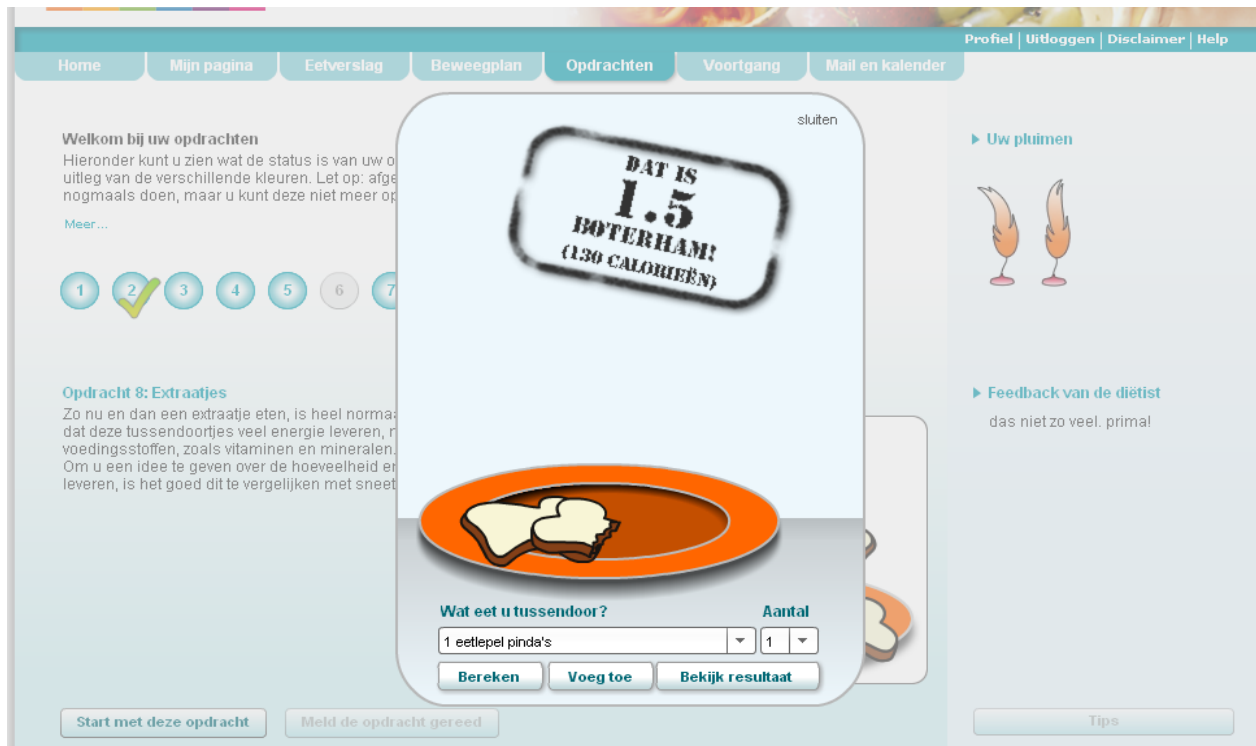 Profiel | Uitloggen | Disclaimer | Help
Home Mijn pagina Eetverslag Beweegplan Opdrachten Voortgang Mail en kalender
sluiten
Welkom bij uw opdrachten
Hieronder kunt u zien wat de status is van uw
uitleg van de verschillende kleuren. Let op:
nogmaals doen, maar u kunt deze niet meer
Meer...
1 2 3 4 5 6 7
DAT IS
1.5
BOTERHAM!
(130 CALORIEËN)
Uw pluimen
Opdracht 8: Extraatjes
Zo nu en dan een extraatje eten, is heel
dat deze tussendoortjes veel energie leveren,
voedingsstoffen, zoals vitaminen en mineralen.
Om u een idee te geven over de hoeveelheid
leveren, is het goed dit te vergelijken met
Feedback van de diëtist
das niet zo veel. prima!
Wat eet u tussendoor? Aantal
1 eetlepel pinda's 1
Bereken Voeg toe Bekijk resultaat
Start met deze opdracht Meld de opdracht gereed Tips